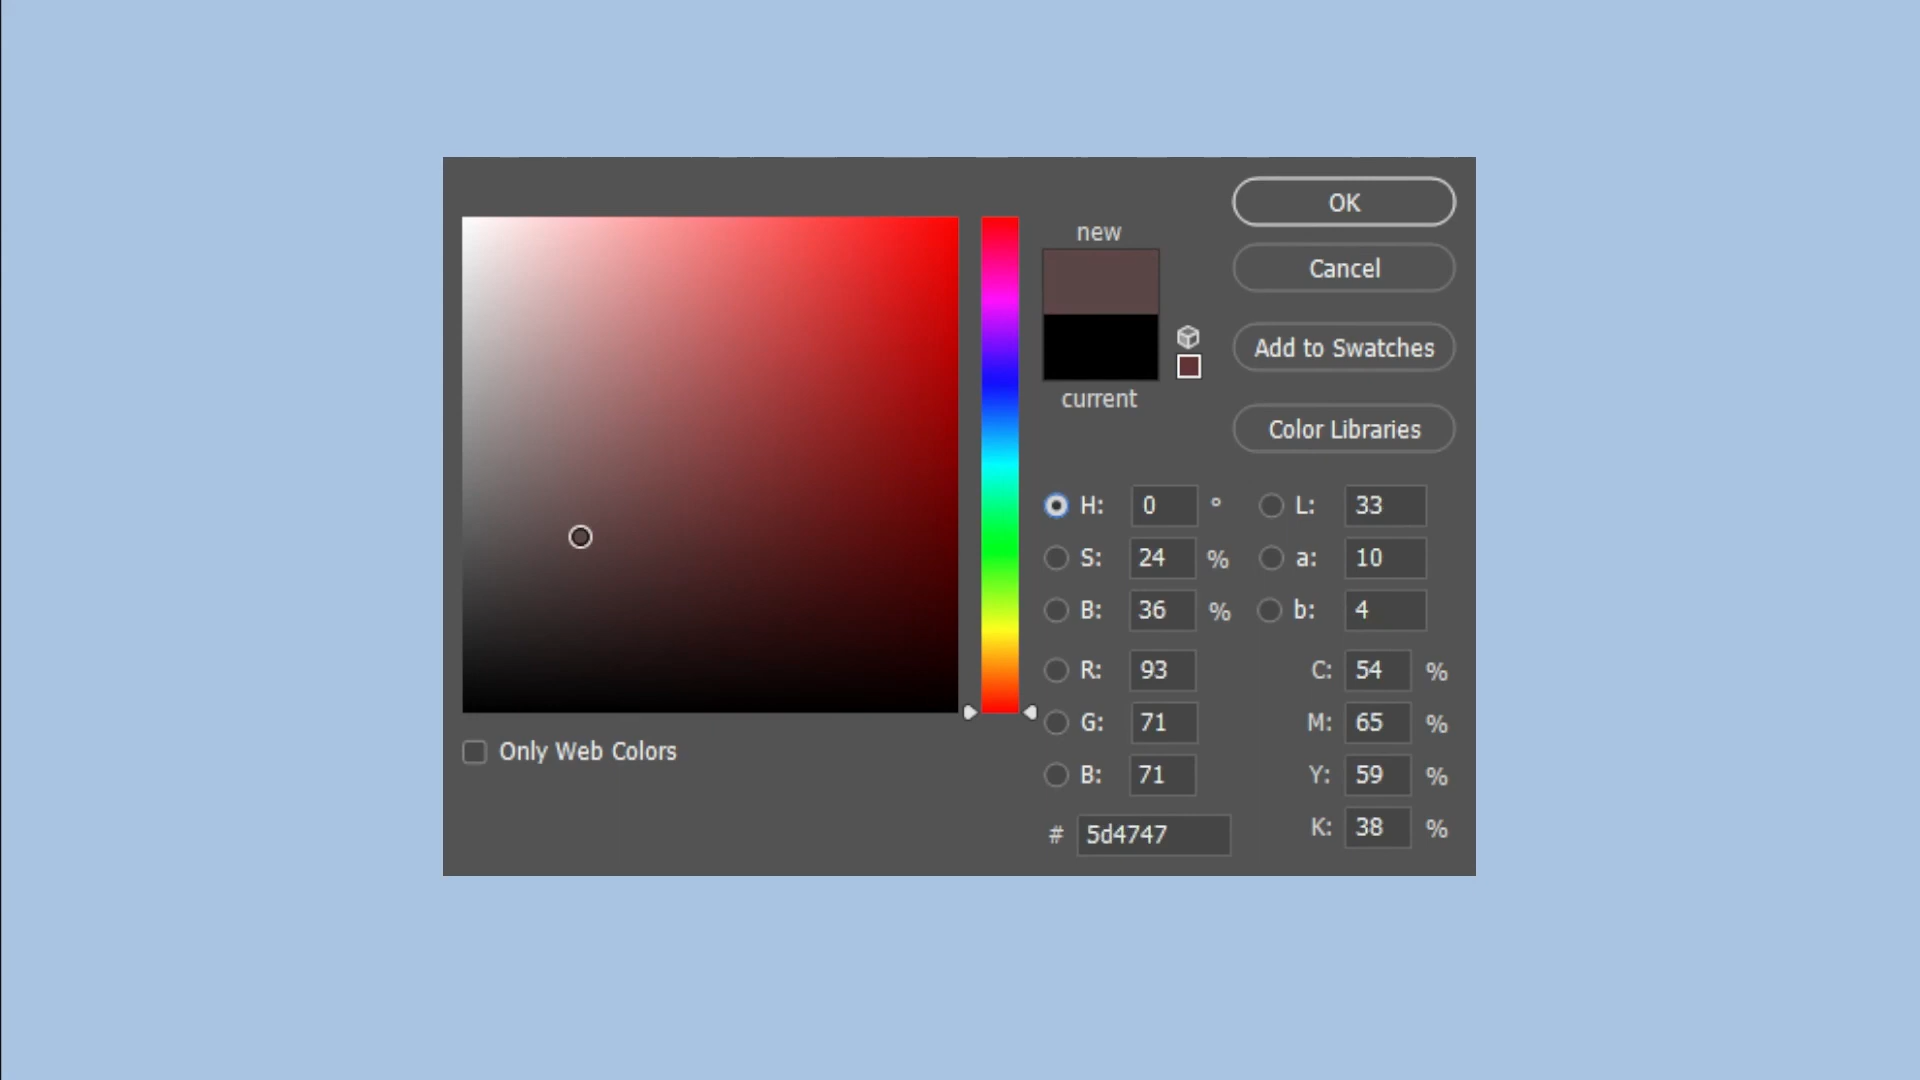 OK
new
Cancel
Add to Swatches
current
Color Libraries
H: 0 ° L: 33
S: 24 % a: 10
B: 36 % b: 4
R: 93 C: 54 %
G: 71 M: 65 %
Only Web Colors
B: 71 Y: 59 %
# 5d4747 K: 38 %